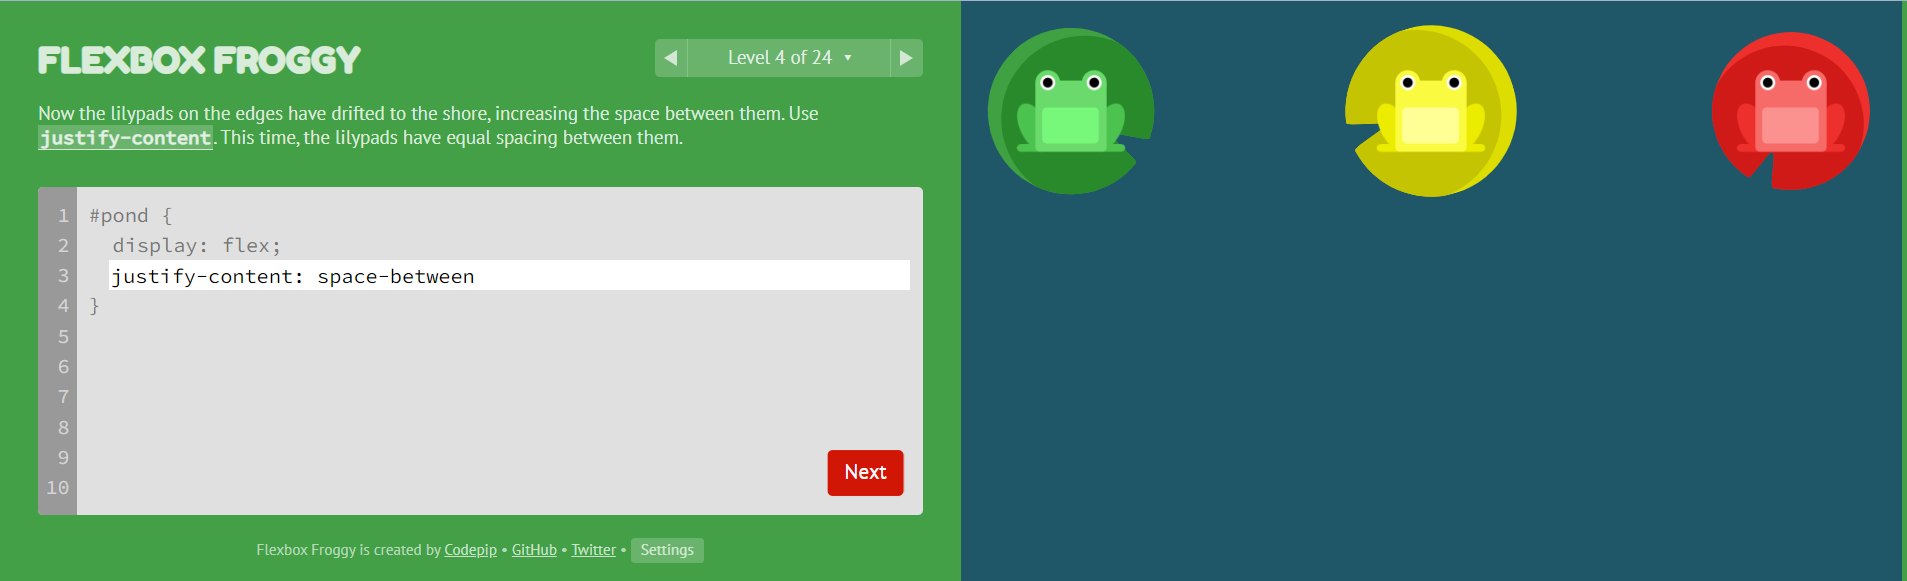 FLEXBOX FROGGY
◀ Level 4 of 24 ▼ ▶
Now the lilypads on the edges have drifted to the shore, increasing the space between them. Use
justify-content. This time, the lilypads have equal spacing between them.
1 #pond {
2 display: flex;
3 justify-content: space-between
4 }
5
6
7
8
9
10
Next
Flexbox Froggy is created by Codepip • GitHub • Twitter • Settings